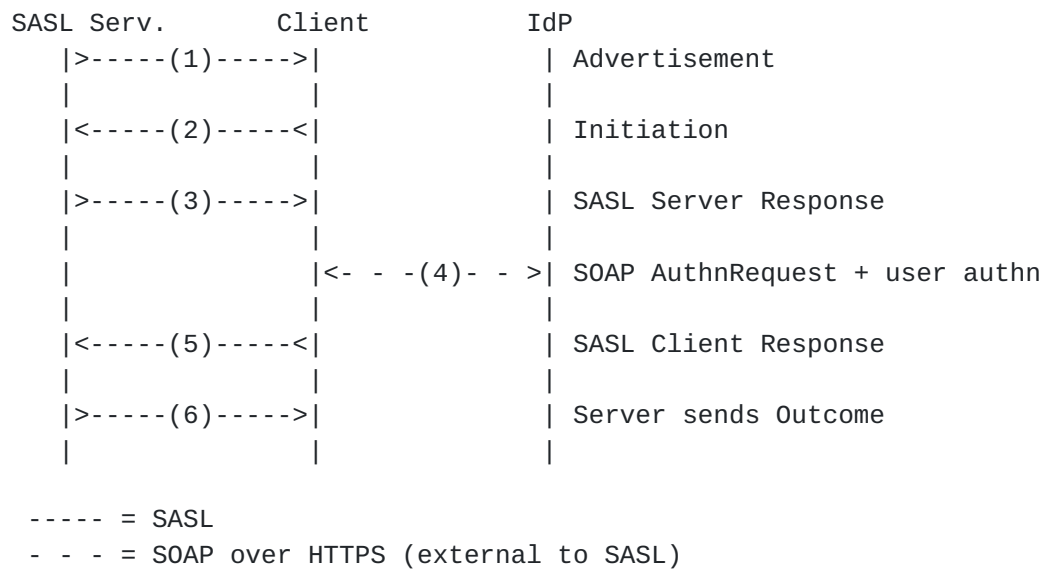 SASL Serv.       Client          IdP
    |>-----(1)----->|              | Advertisement
    |               |              |
    |<-----(2)-----<|              | Initiation
    |               |              |
    |>-----(3)----->|              | SASL Server Response
    |               |              |
    |               |<- - -(4)- - >| SOAP AuthnRequest + user authn
    |               |              |
    |<-----(5)-----<|              | SASL Client Response
    |               |              |
    |>-----(6)----->|              | Server sends Outcome
    |               |              |
 ----- = SASL
 - - - = SOAP over HTTPS (external to SASL)